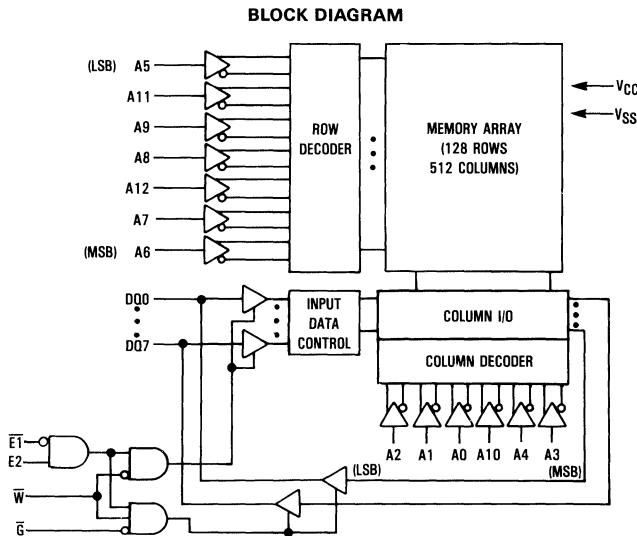 BLOCK DIAGRAM
(LSB) A5
A11
A9
A8
A12
A7
(MSB) A6
ROW
DECODER
MEMORY ARRAY
(128 ROWS
512 COLUMNS)
VCC
VSS
DQ0
DQ7
INPUT
DATA
CONTROL
COLUMN I/O
COLUMN DECODER
A2 A1 A0 A10 A4 A3
(LSB) (MSB)
E1
E2
W
G